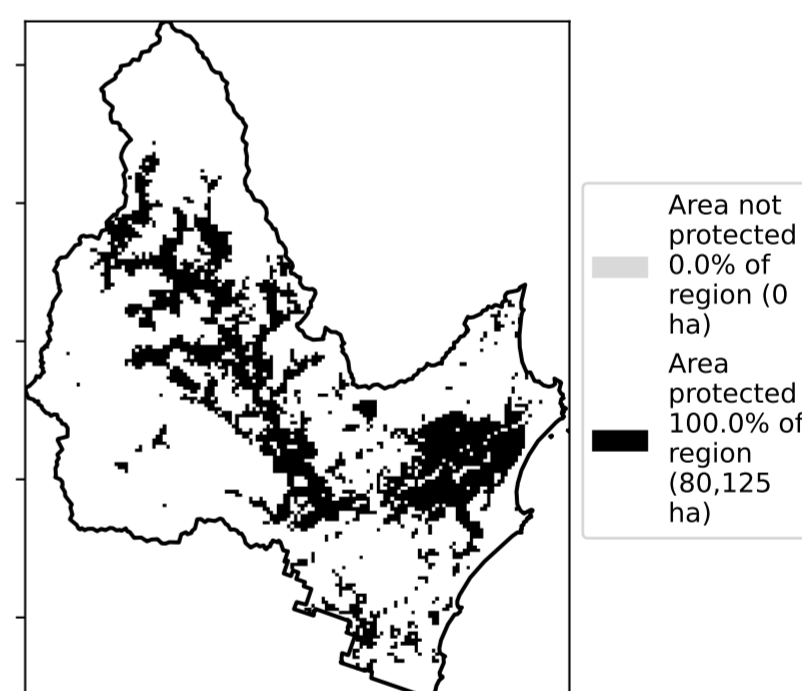 Area not
protected
0.0% of
region (0
ha)
Area
protected
100.0% of
region
(80,125
ha)